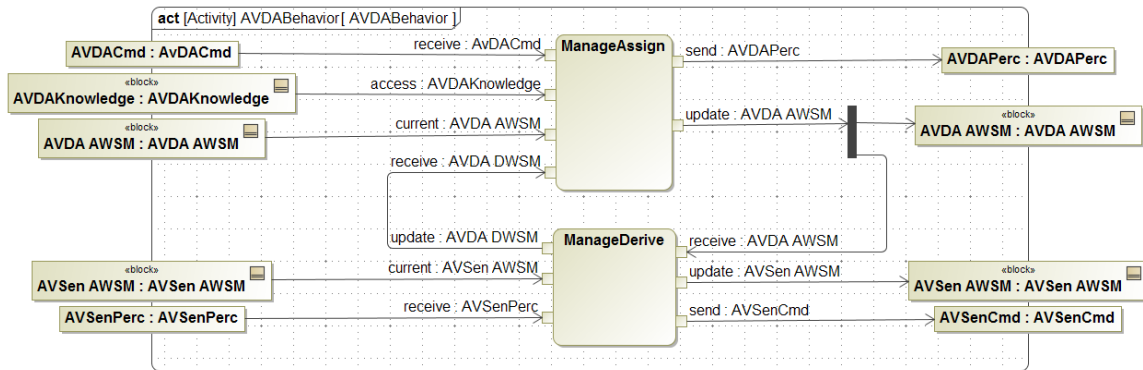 act [Activity] AVDABehavior[ AVDABehavior ]
AVDACmd : AvDACmd
receive : AvDACmd
ManageAssign
send : AVDAPerc
AVDAPerc : AVDAPerc
«block»
AVDAKnowledge : AVDAKnowledge
access : AVDAKnowledge
«block»
AVDA AWSM : AVDA AWSM
current : AVDA AWSM
update : AVDA AWSM
«block»
AVDA AWSM : AVDA AWSM
receive : AVDA DWSM
update : AVDA DWSM
ManageDerive
receive : AVDA AWSM
«block»
AVSen AWSM : AVSen AWSM
current : AVSen AWSM
update : AVSen AWSM
«block»
AVSen AWSM : AVSen AWSM
AVSenPerc : AVSenPerc
receive : AVSenPerc
send : AVSenCmd
AVSenCmd : AVSenCmd